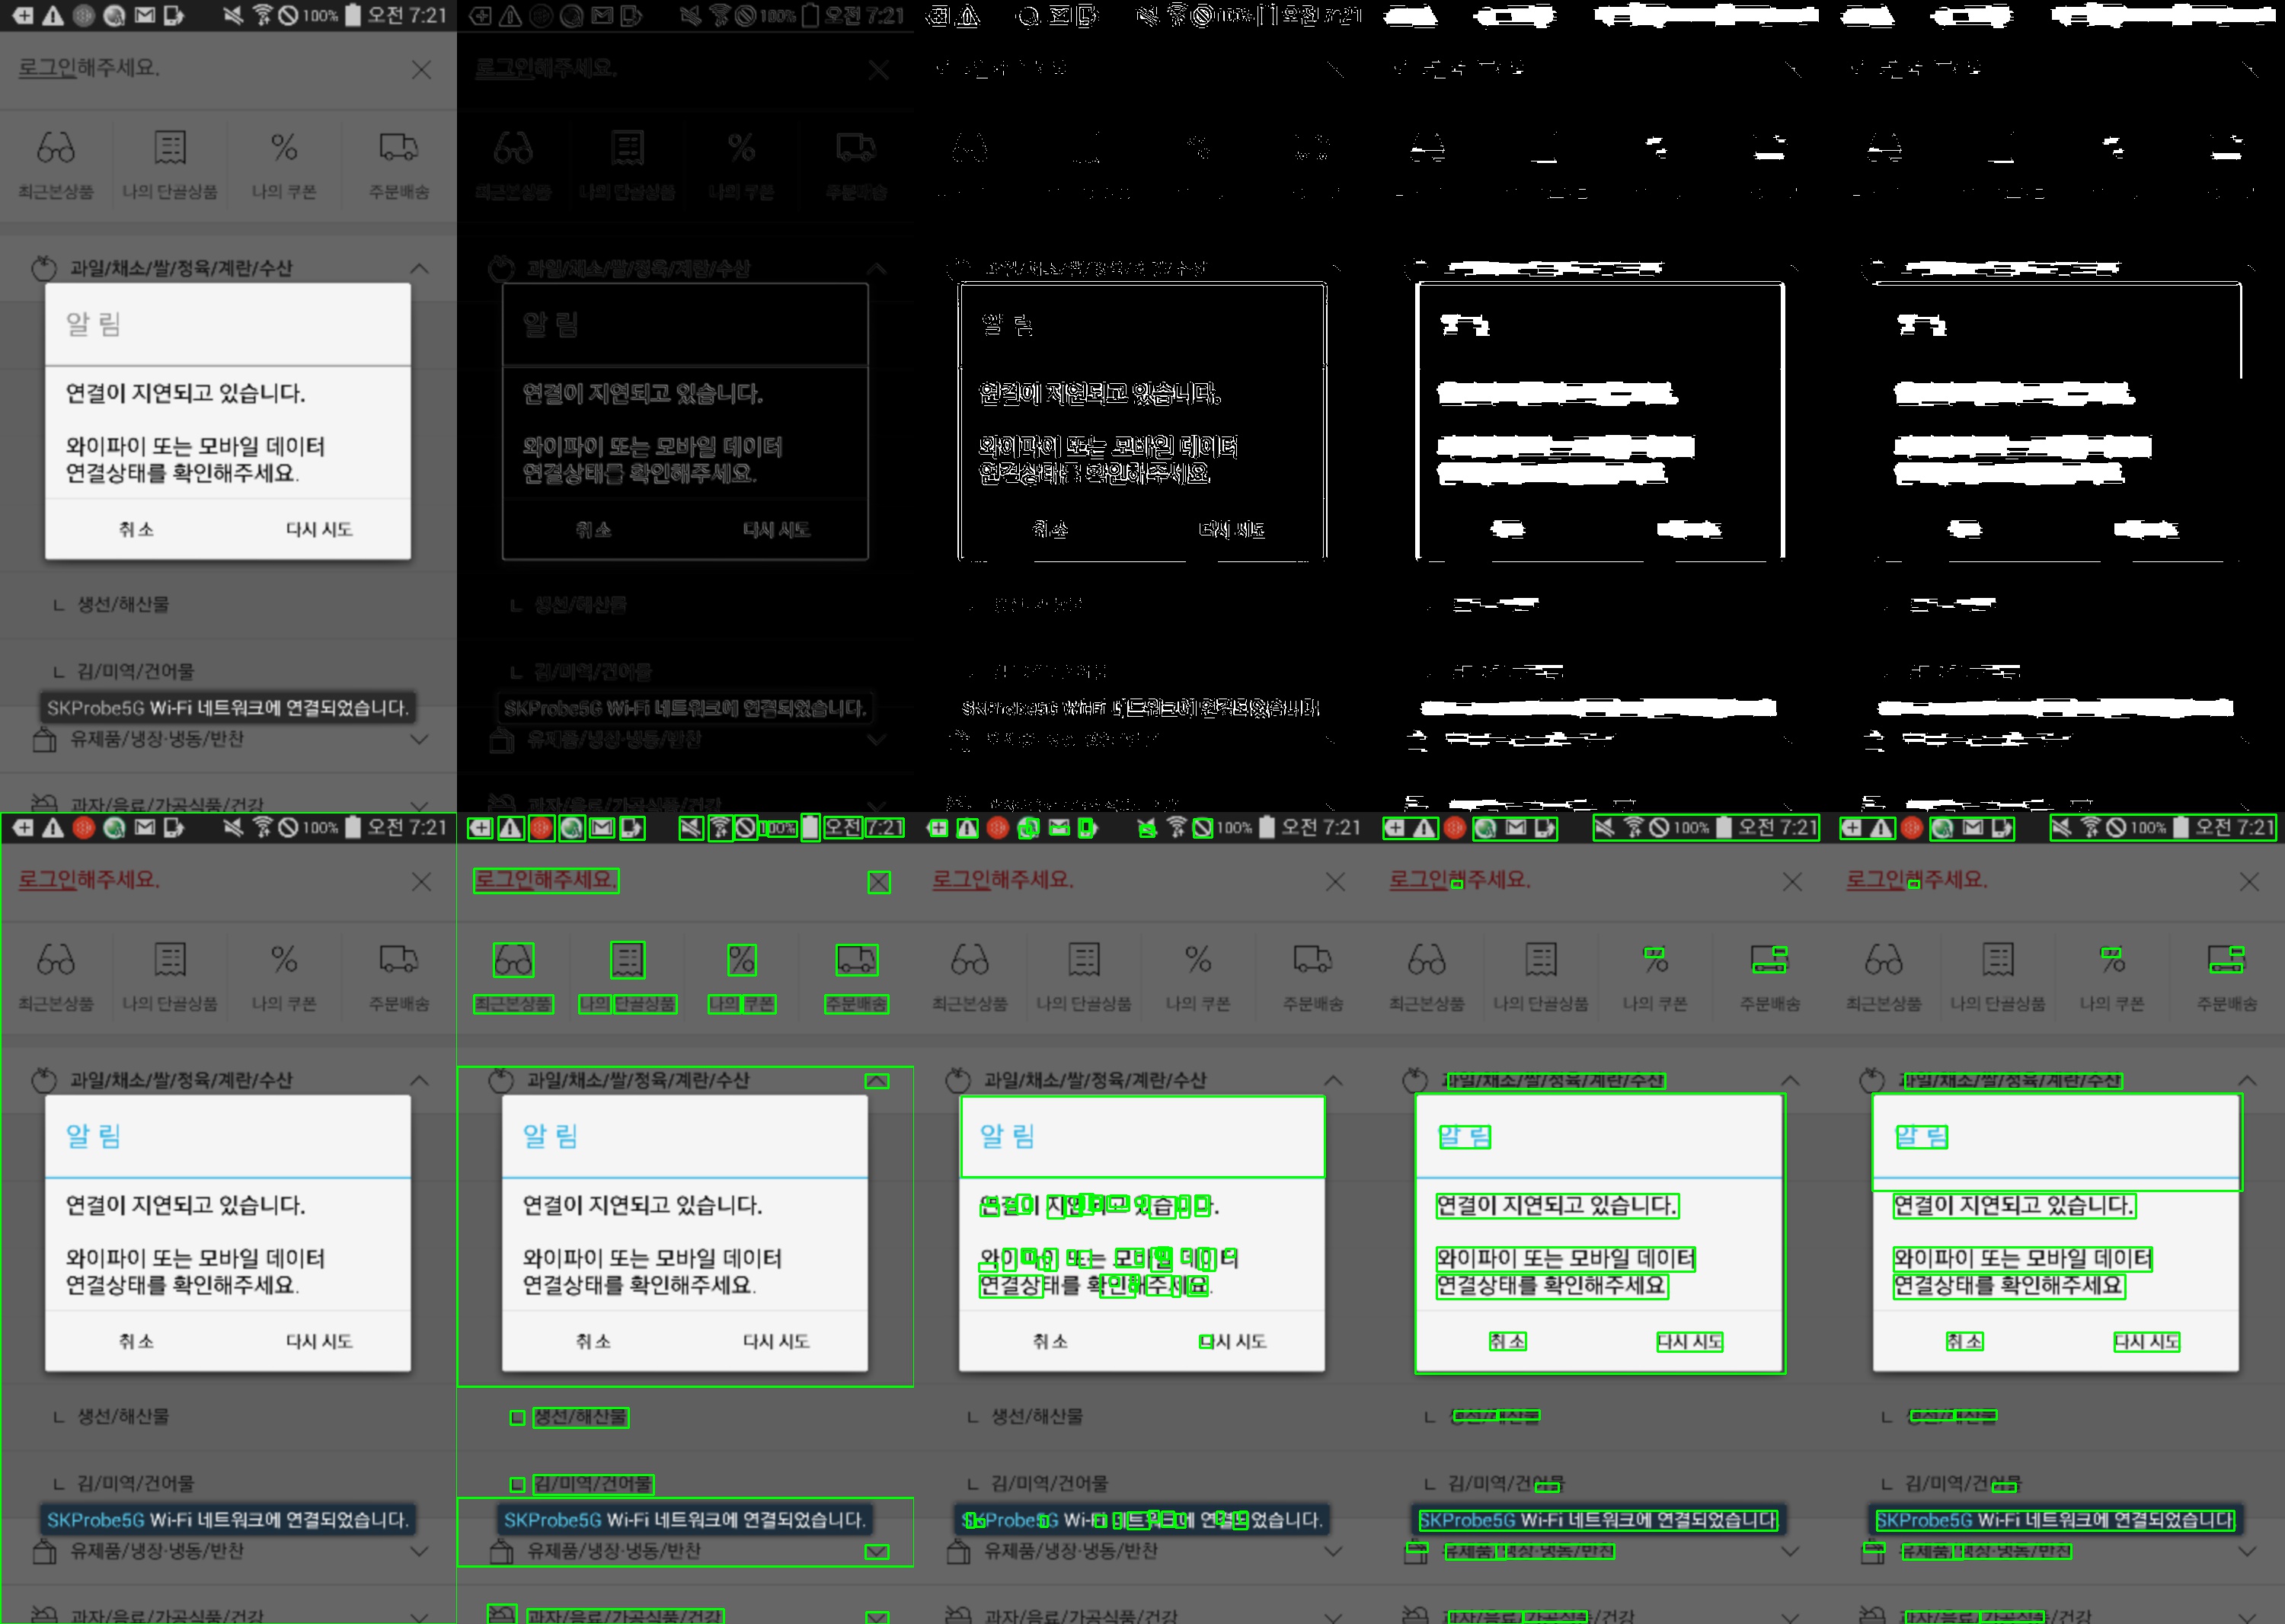 100% 오전 7:21
로그인해주세요.
최근본상품 나의 단골상품 나의 쿠폰 주문배송
과일/채소/쌀/정육/계란/수산
알 림
연결이 지연되고 있습니다.
와이파이 또는 모바일 데이터
연결상태를 확인해주세요.
취소 다시 시도
ㄴ 생선/해산물
ㄴ 김/미역/건어물
SKProbe5G Wi-Fi 네트워크에 연결되었습니다.
유제품/냉장·냉동/반찬
과자/음료/가공식품/건강
100% 오전 7:21
로그인해주세요.
최근본상품 나의 단골상품 나의 쿠폰 주문배송
과일/채소/쌀/정육/계란/수산
알 림
연결이 지연되고 있습니다.
와이파이 또는 모바일 데이터
연결상태를 확인해주세요.
취소 다시 시도
ㄴ 생선/해산물
ㄴ 김/미역/건어물
SKProbe5G Wi-Fi 네트워크에 연결되었습니다.
유제품/냉장·냉동/반찬
과자/음료/가공식품/건강
100% 오전 7:21
알 림
연결이 지연되고 있습니다.
와이파이 또는 모바일 데이터
연결상태를 확인해주세요
취소 다시 시도
100% 오전 7:21
로그인해주세요.
최근본상품 나의 단골상품 나의 쿠폰 주문배송
과일/채소/쌀/정육/계란/수산
알 림
연결이 지연되고 있습니다.
와이파이 또는 모바일 데이터
연결상태를 확인해주세요.
취소 다시 시도
ㄴ 생선/해산물
ㄴ 김/미역/건어물
SKProbe5G Wi-Fi 네트워크에 연결되었습니다.
유제품/냉장·냉동/반찬
과자/음료/가공식품/건강
100% 오전 7:21
로그인해주세요.
최근본상품 나의 단골상품 나의 쿠폰 주문배송
과일/채소/쌀/정육/계란/수산
알 림
연결이 지연되고 있습니다.
와이파이 또는 모바일 데이터
연결상태를 확인해주세요.
취소 다시 시도
ㄴ 생선/해산물
ㄴ 김/미역/건어물
SKProbe5G Wi-Fi 네트워크에 연결되었습니다.
유제품/냉장·냉동/반찬
과자/음료/가공식품/건강
100% 오전 7:21
로그인해주세요.
최근본상품 나의 단골상품 나의 쿠폰 주문배송
과일/채소/쌀/정육/계란/수산
알 림
연결이 지연되고 있습니다.
와이파이 또는 모바일 데이터
연결상태를 확인해주세요.
취소 다시 시도
ㄴ 생선/해산물
ㄴ 김/미역/건어물
SKProbe5G Wi-Fi 네트워크에 연결되었습니다.
유제품/냉장·냉동/반찬
과자/음료/가공식품/건강
100% 오전 7:21
로그인해주세요.
최근본상품 나의 단골상품 나의 쿠폰 주문배송
과일/채소/쌀/정육/계란/수산
알 림
연결이 지연되고 있습니다.
와이파이 또는 모바일 데이터
연결상태를 확인해주세요
취소 다시 시도
ㄴ 생선/해산물
ㄴ 김/미역/건어물
SKProbe5G Wi-Fi 네트워크에 연결되었습니다
유제품/냉장·냉동/반찬
과자/음료/가공식품/건강
100% 오전 7:21
로그인해주세요.
최근본상품 나의 단골상품 나의 쿠폰 주문배송
과일/채소/쌀/정육/계란/수산
알 림
연결이 지연되고 있습니다.
와이파이 또는 모바일 데이터
연결상태를 확인해주세요
취소 다시 시도
ㄴ 생선/해산물
ㄴ 김/미역/건어물
SKProbe5G Wi-Fi 네트워크에 연결되었습니다
유제품/냉장·냉동/반찬
과자/음료/가공식품/건강